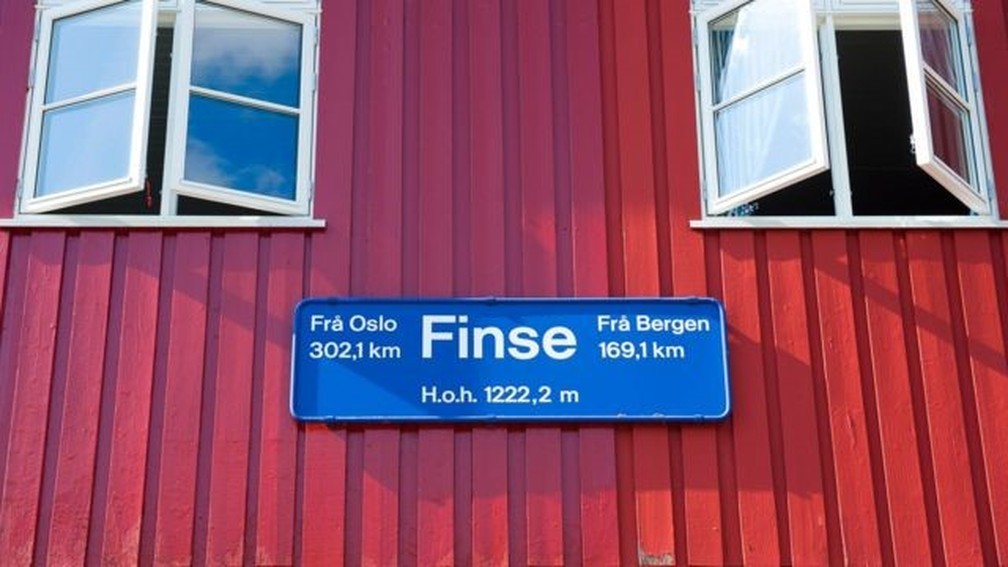 Frå Oslo
302,1 km
Finse
Frå Bergen
169,1 km
H.o.h. 1222,2 m